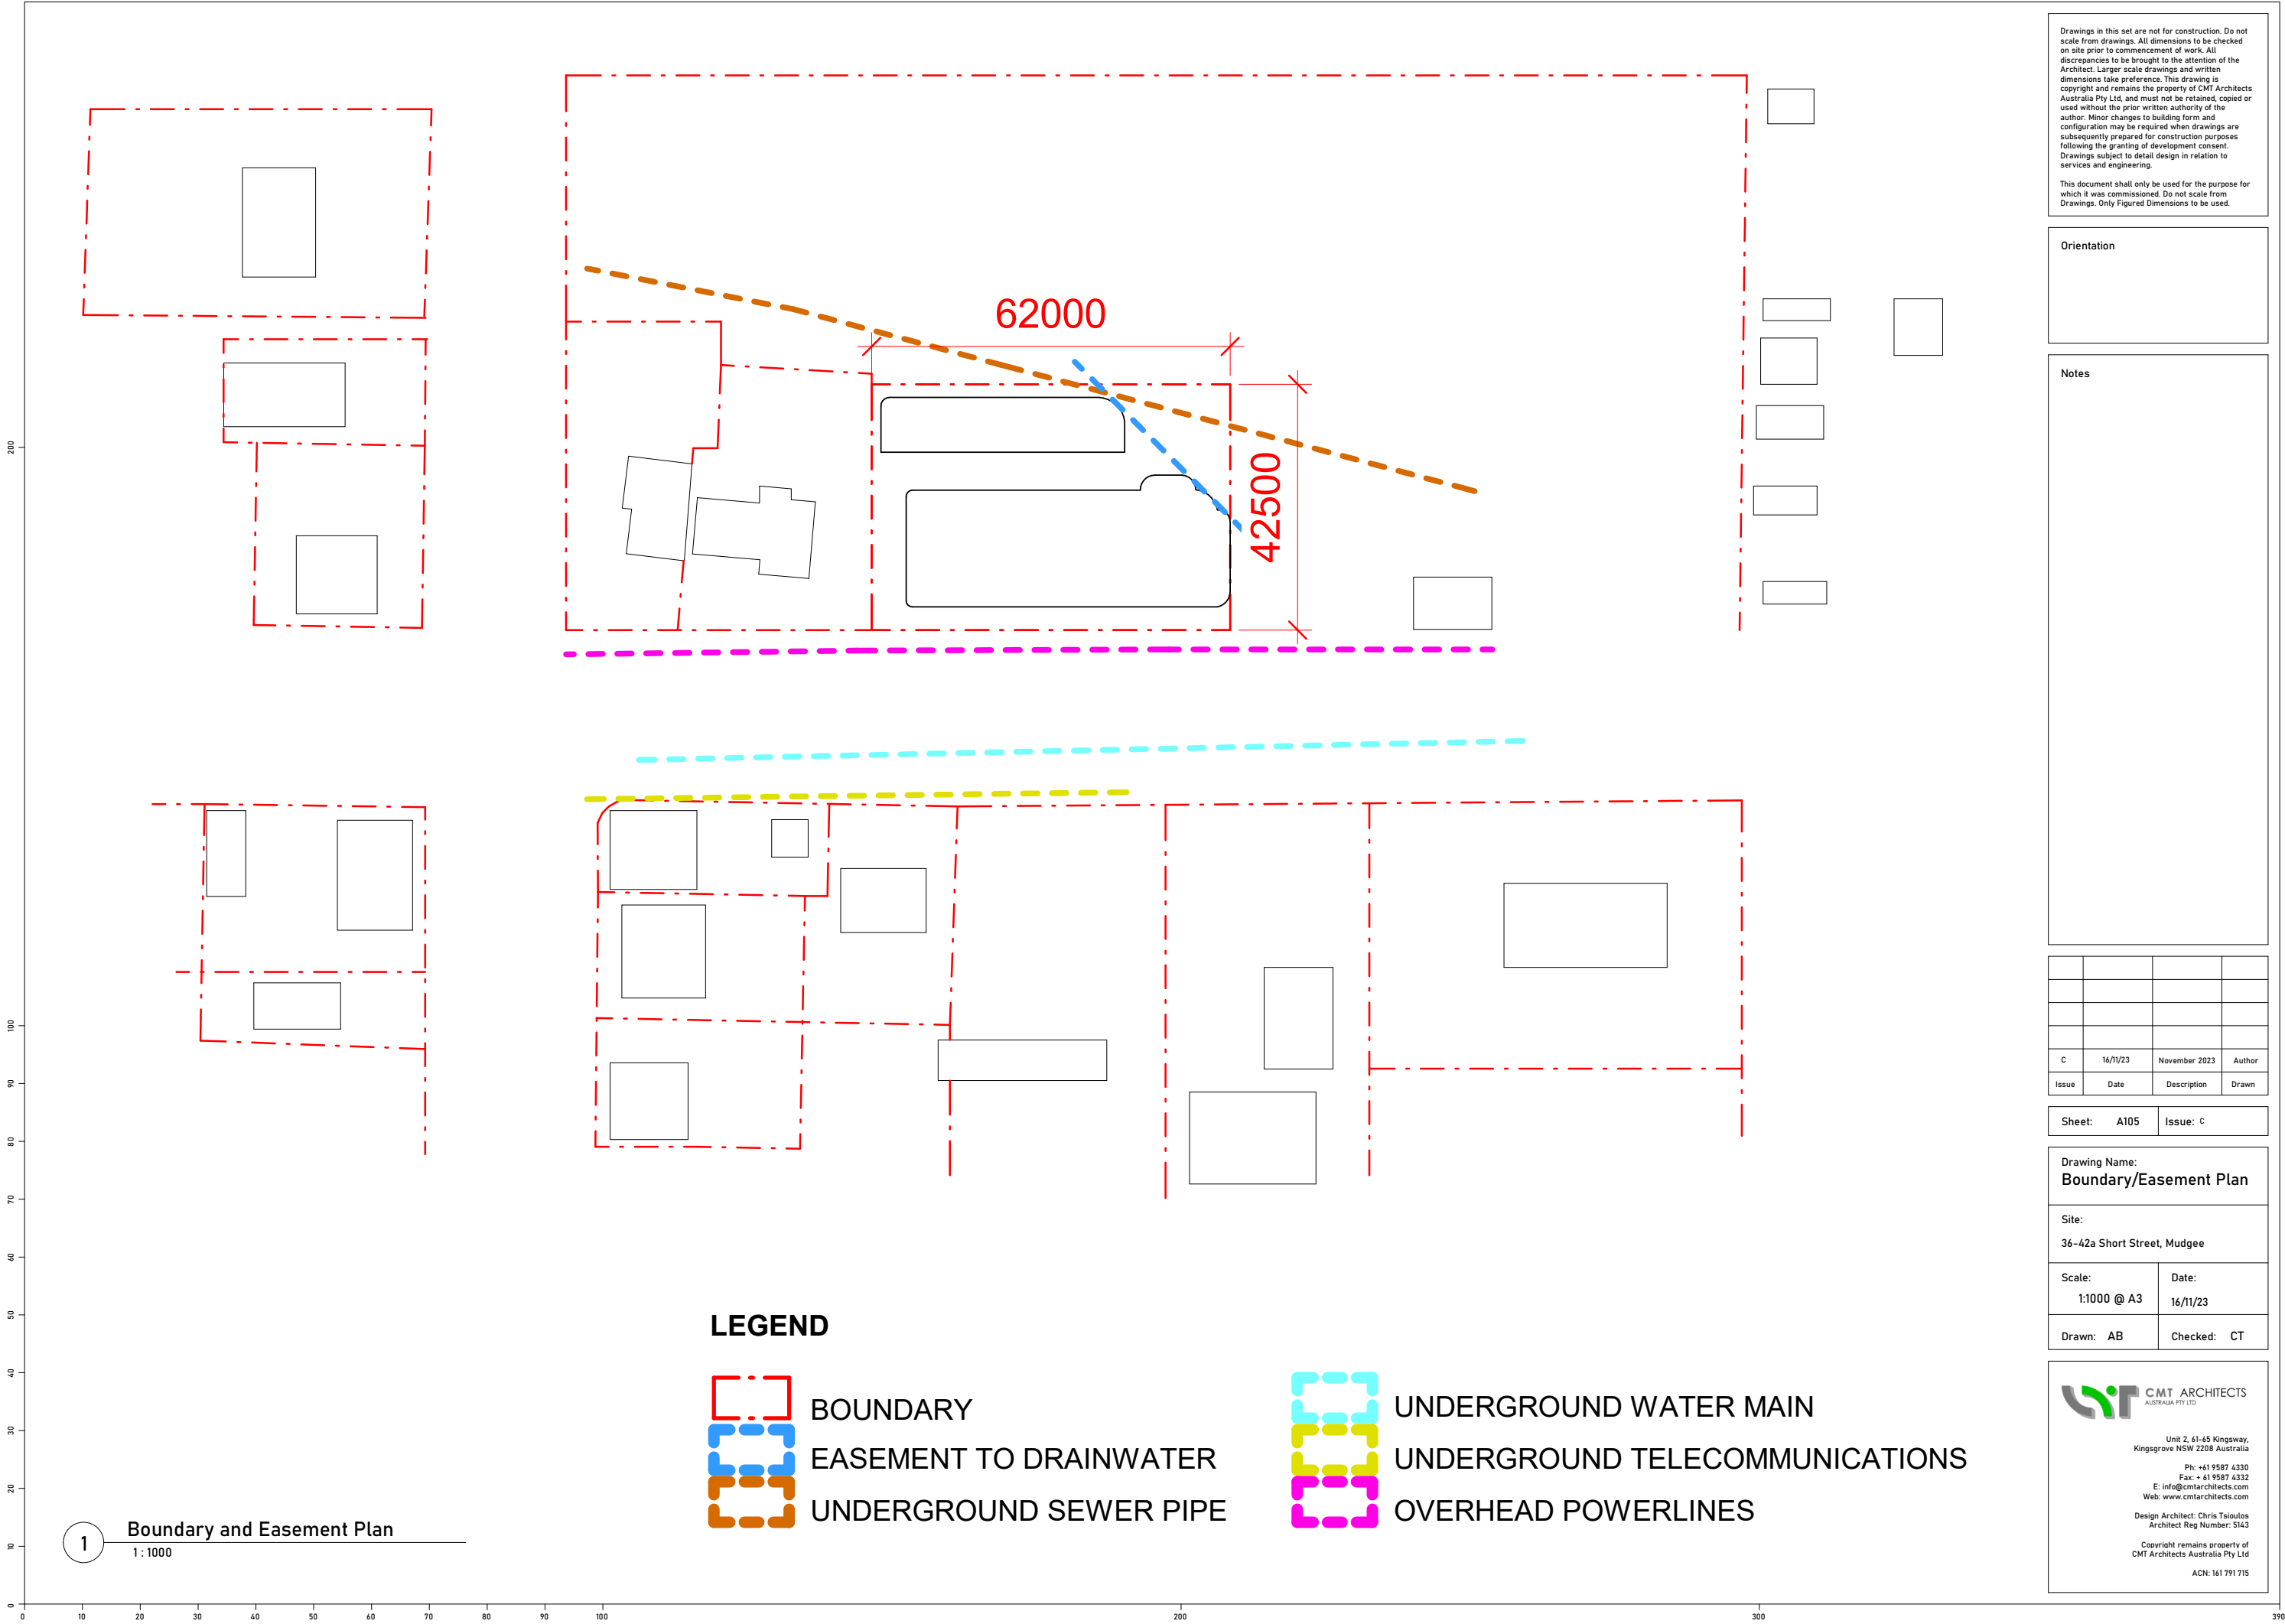 62000
42500
LEGEND
BOUNDARY
EASEMENT TO DRAINWATER
UNDERGROUND SEWER PIPE
UNDERGROUND WATER MAIN
UNDERGROUND TELECOMMUNICATIONS
OVERHEAD POWERLINES
1
Boundary and Easement Plan
1 : 1000
200
100
90
80
70
60
50
40
30
20
10
0
0 10 20 30 40 50 60 70 80 90 100 200 300 390
Drawings in this set are not for construction. Do not
scale from drawings. All dimensions to be checked
on site prior to commencement of work. All
discrepancies to be brought to the attention of the
Architect. Larger scale drawings and written
dimensions take preference. This drawing is
copyright and remains the property of CMT Architects
Australia Pty Ltd, and must not be retained, copied or
used without the prior written authority of the
author. Minor changes to building form and
configuration may be required when drawings are
subsequently prepared for construction purposes
following the granting of development consent.
Drawings subject to detail design in relation to
services and engineering.
This document shall only be used for the purpose for
which it was commissioned. Do not scale from
Drawings. Only Figured Dimensions to be used.
Orientation
Notes
C 16/11/23 November 2023 Author
Issue Date Description Drawn
Sheet: A105 Issue: C
Drawing Name:
Boundary/Easement Plan
Site:
36-42a Short Street, Mudgee
Scale: Date:
1:1000 @ A3 16/11/23
Drawn: AB Checked: CT
CMT ARCHITECTS
AUSTRALIA PTY LTD
Unit 2, 61-65 Kingsway,
Kingsgrove NSW 2208 Australia
Ph: +61 9587 4330
Fax: + 61 9587 4332
E: info@cmtarchitects.com
Web: www.cmtarchitects.com
Design Architect: Chris Tsioulos
Architect Reg Number: 5143
Copyright remains property of
CMT Architects Australia Pty Ltd
ACN: 161 791 715